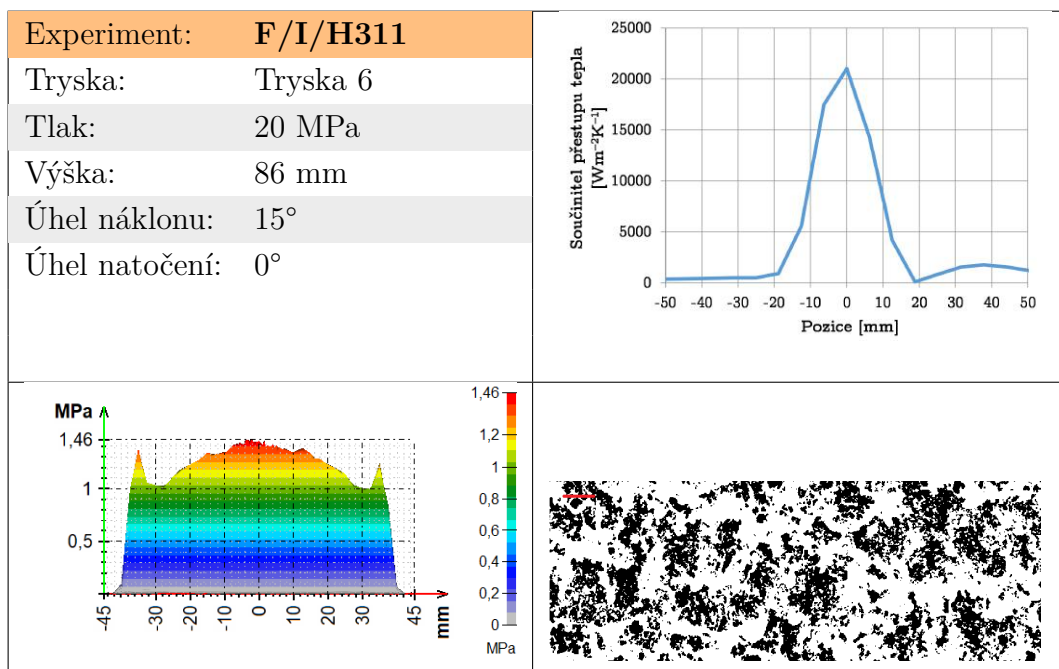 Experiment: F/I/H311
Tryska: Tryska 6
Tlak: 20 MPa
Výška: 86 mm
Úhel náklonu: 15°
Úhel natočení: 0°
25000
20000
15000
10000
5000
0
Součinitel přestupu tepla
[Wm⁻²K⁻¹]
-50 -40 -30 -20 -10 0 10 20 30 40 50
Pozice [mm]
MPa
1,46
1
0,5
-45 -30 -20 -10 0 10 20 30 45 mm
1,46
1,2
1
0,8
0,6
0,4
0,2
0
MPa